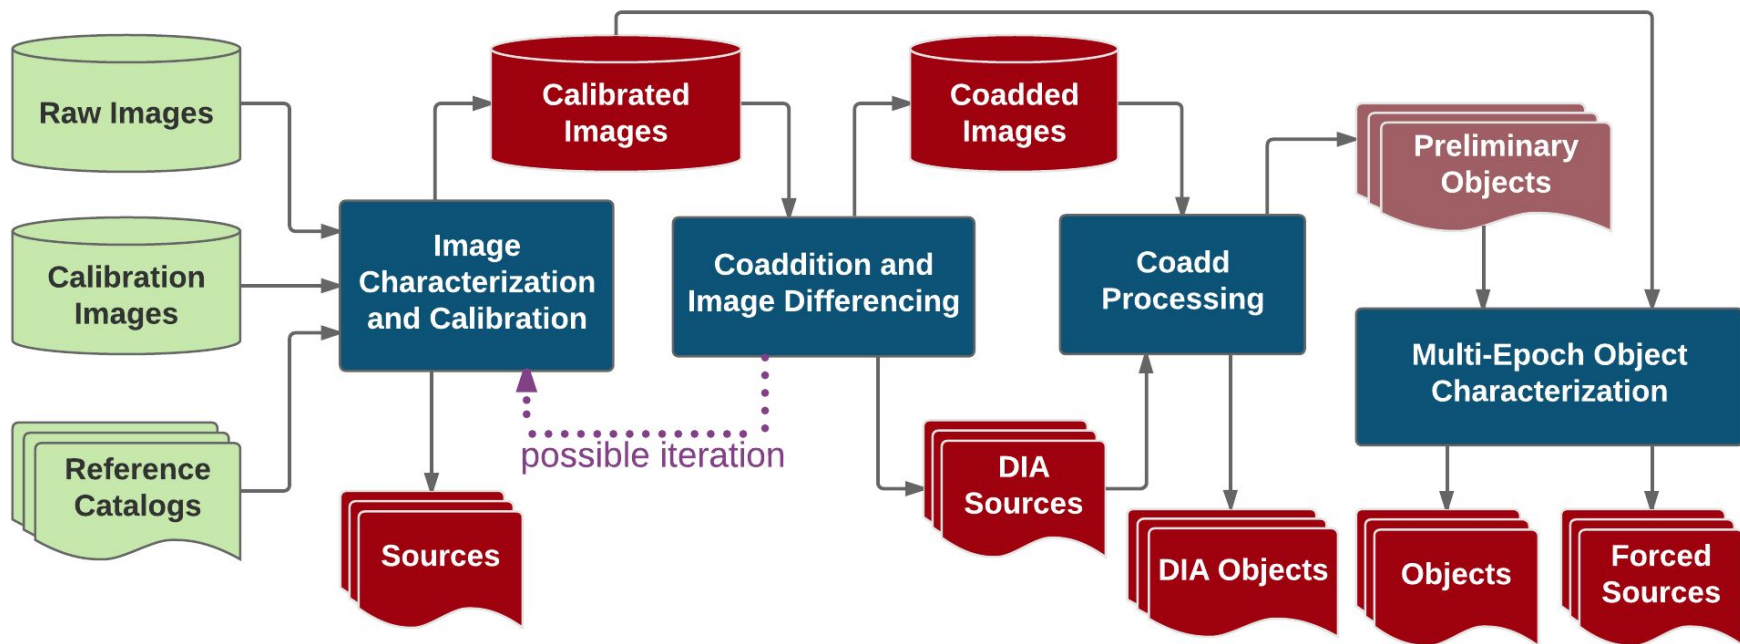 Raw Images
Calibration
Images
Reference
Catalogs
Image
Characterization
and Calibration
Sources
Calibrated
Images
Coaddition and
Image Differencing
possible iteration
Coadded
Images
DIA
Sources
Coadd
Processing
DIA Objects
Preliminary
Objects
Multi-Epoch Object
Characterization
Objects
Forced
Sources